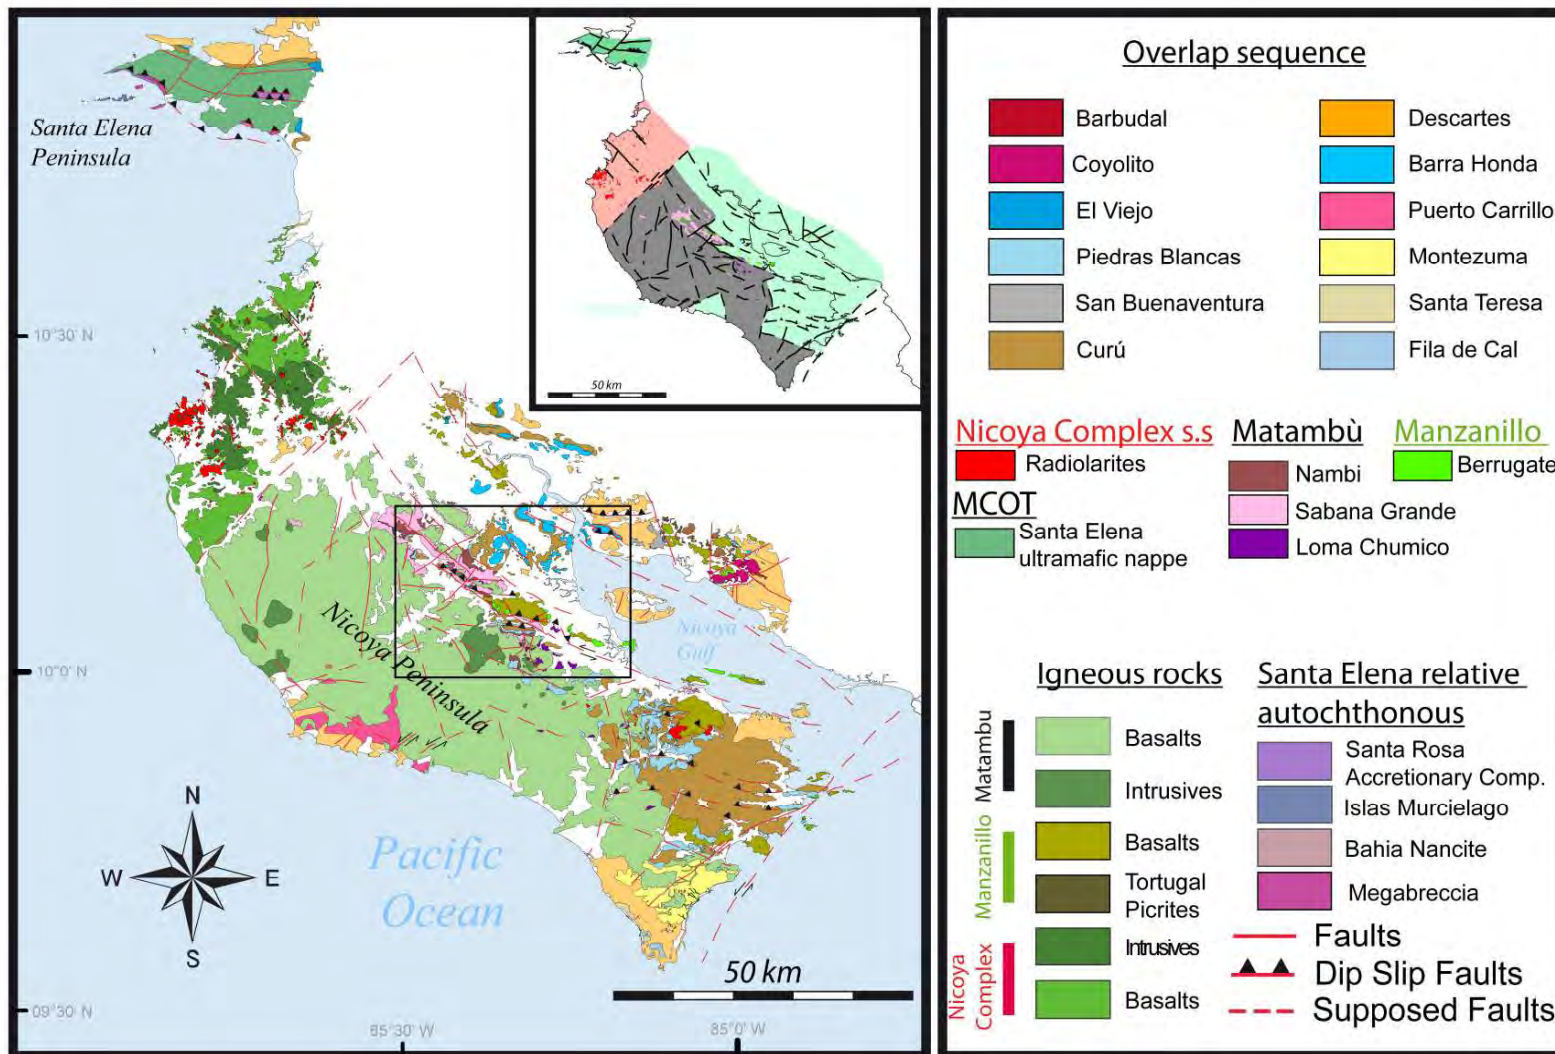 Santa Elena
Peninsula
50 km
10°30' N
Nicoya Peninsula
Nicoya
Gulf
10°0' N
Pacific
Ocean
N
W
E
S
50 km
09°30' N
85°30' W
85°0' W
Overlap sequence
Barbudal
Descartes
Coyolito
Barra Honda
El Viejo
Puerto Carrillo
Piedras Blancas
Montezuma
San Buenaventura
Santa Teresa
Curú
Fila de Cal
Nicoya Complex s.s
Radiolarites
MCOT
Santa Elena
ultramafic nappe
Matambù
Nambi
Sabana Grande
Loma Chumico
Manzanillo
Berrugate
Igneous rocks
Matambu
Basalts
Intrusives
Manzanillo
Basalts
Tortugal
Picrites
Nicoya
Complex
Intrusives
Basalts
Santa Elena relative
autochthonous
Santa Rosa
Accretionary Comp.
Islas Murcielago
Bahia Nancite
Megabreccia
Faults
Dip Slip Faults
Supposed Faults